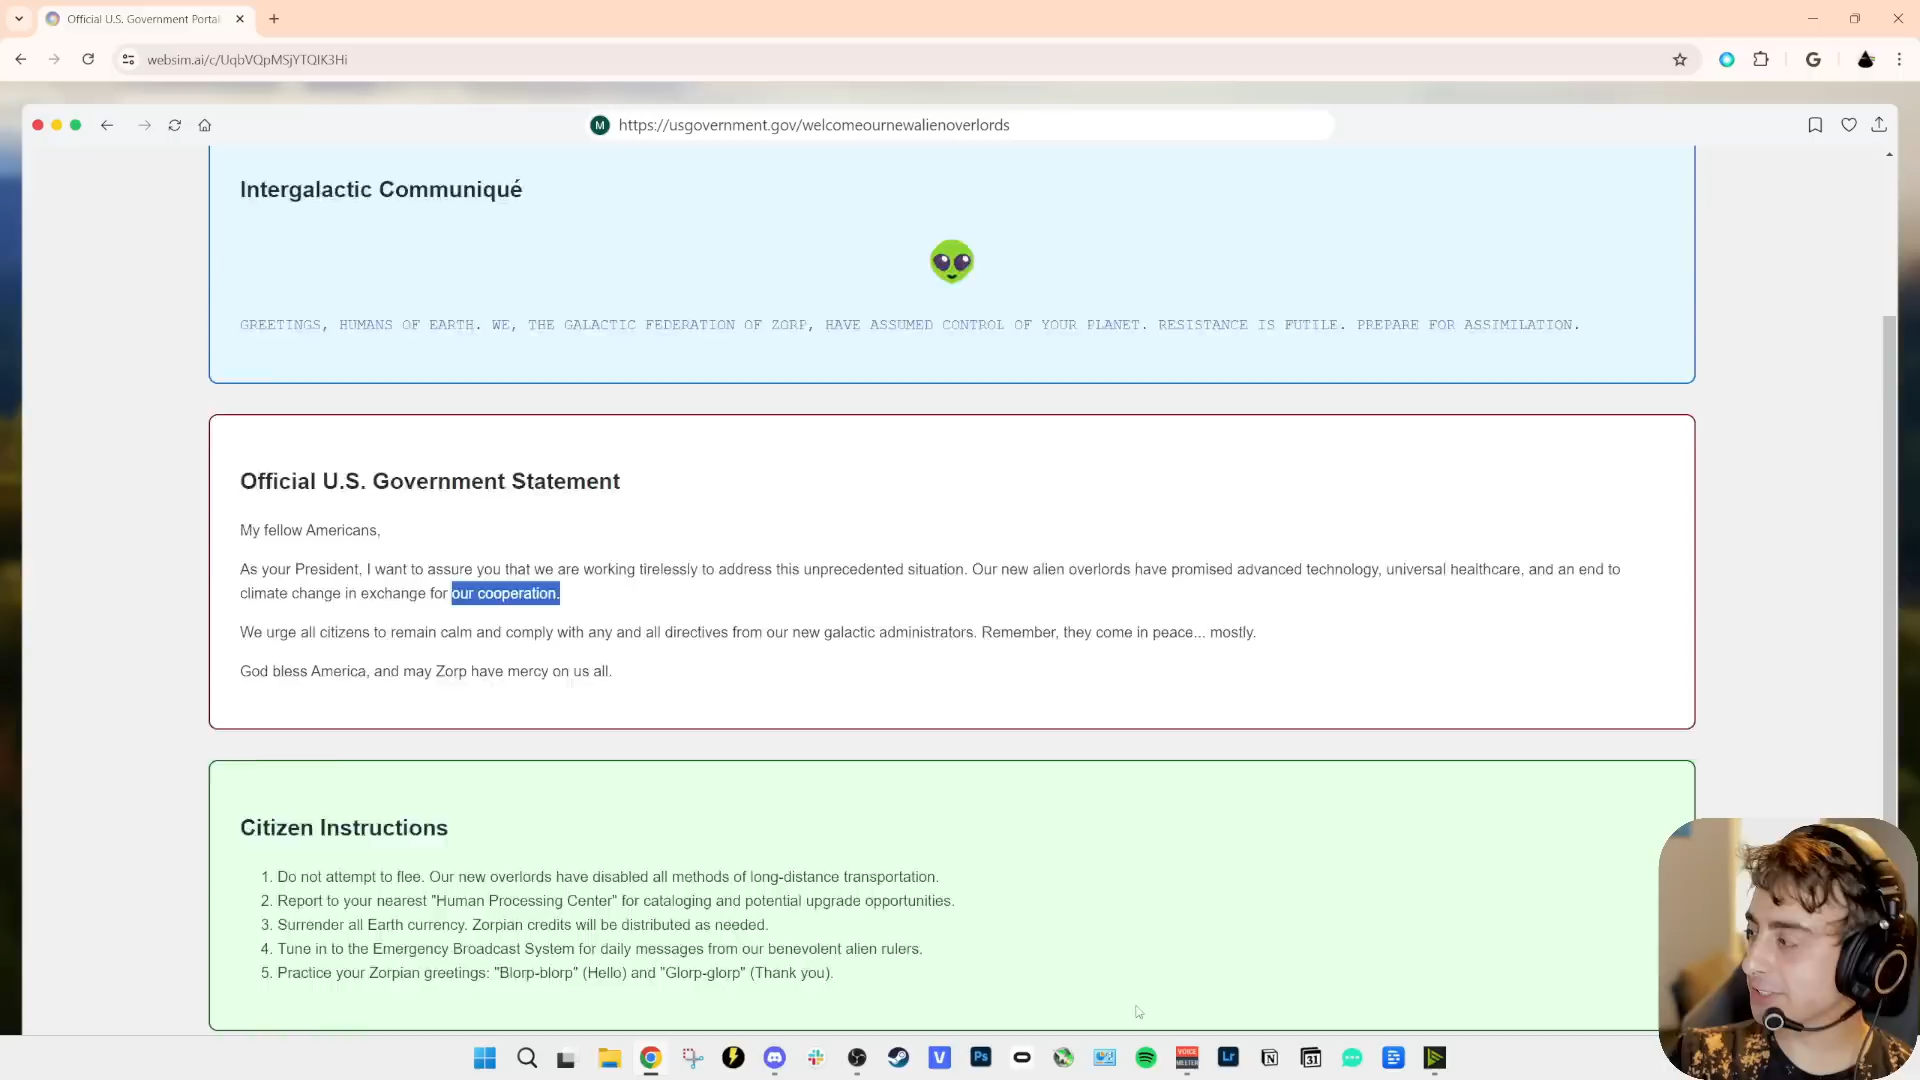 Official U.S. Government Portal
websim.ai/c/UqbVQpMSjYTQIK3Hi
M https://usgovernment.gov/welcomeournewalienoverlords
Intergalactic Communiqué
GREETINGS, HUMANS OF EARTH. WE, THE GALACTIC FEDERATION OF ZORP, HAVE ASSUMED CONTROL OF YOUR PLANET. RESISTANCE IS FUTILE. PREPARE FOR ASSIMILATION.
Official U.S. Government Statement
My fellow Americans,
As your President, I want to assure you that we are working tirelessly to address this unprecedented situation. Our new alien overlords have promised advanced technology, universal healthcare, and an end to
climate change in exchange for our cooperation.
We urge all citizens to remain calm and comply with any and all directives from our new galactic administrators. Remember, they come in peace... mostly.
God bless America, and may Zorp have mercy on us all.
Citizen Instructions
1. Do not attempt to flee. Our new overlords have disabled all methods of long-distance transportation.
2. Report to your nearest "Human Processing Center" for cataloging and potential upgrade opportunities.
3. Surrender all Earth currency. Zorpian credits will be distributed as needed.
4. Tune in to the Emergency Broadcast System for daily messages from our benevolent alien rulers.
5. Practice your Zorpian greetings: "Blorp-blorp" (Hello) and "Glorp-glorp" (Thank you).
V Ps VOICE MEETER Lr N 31